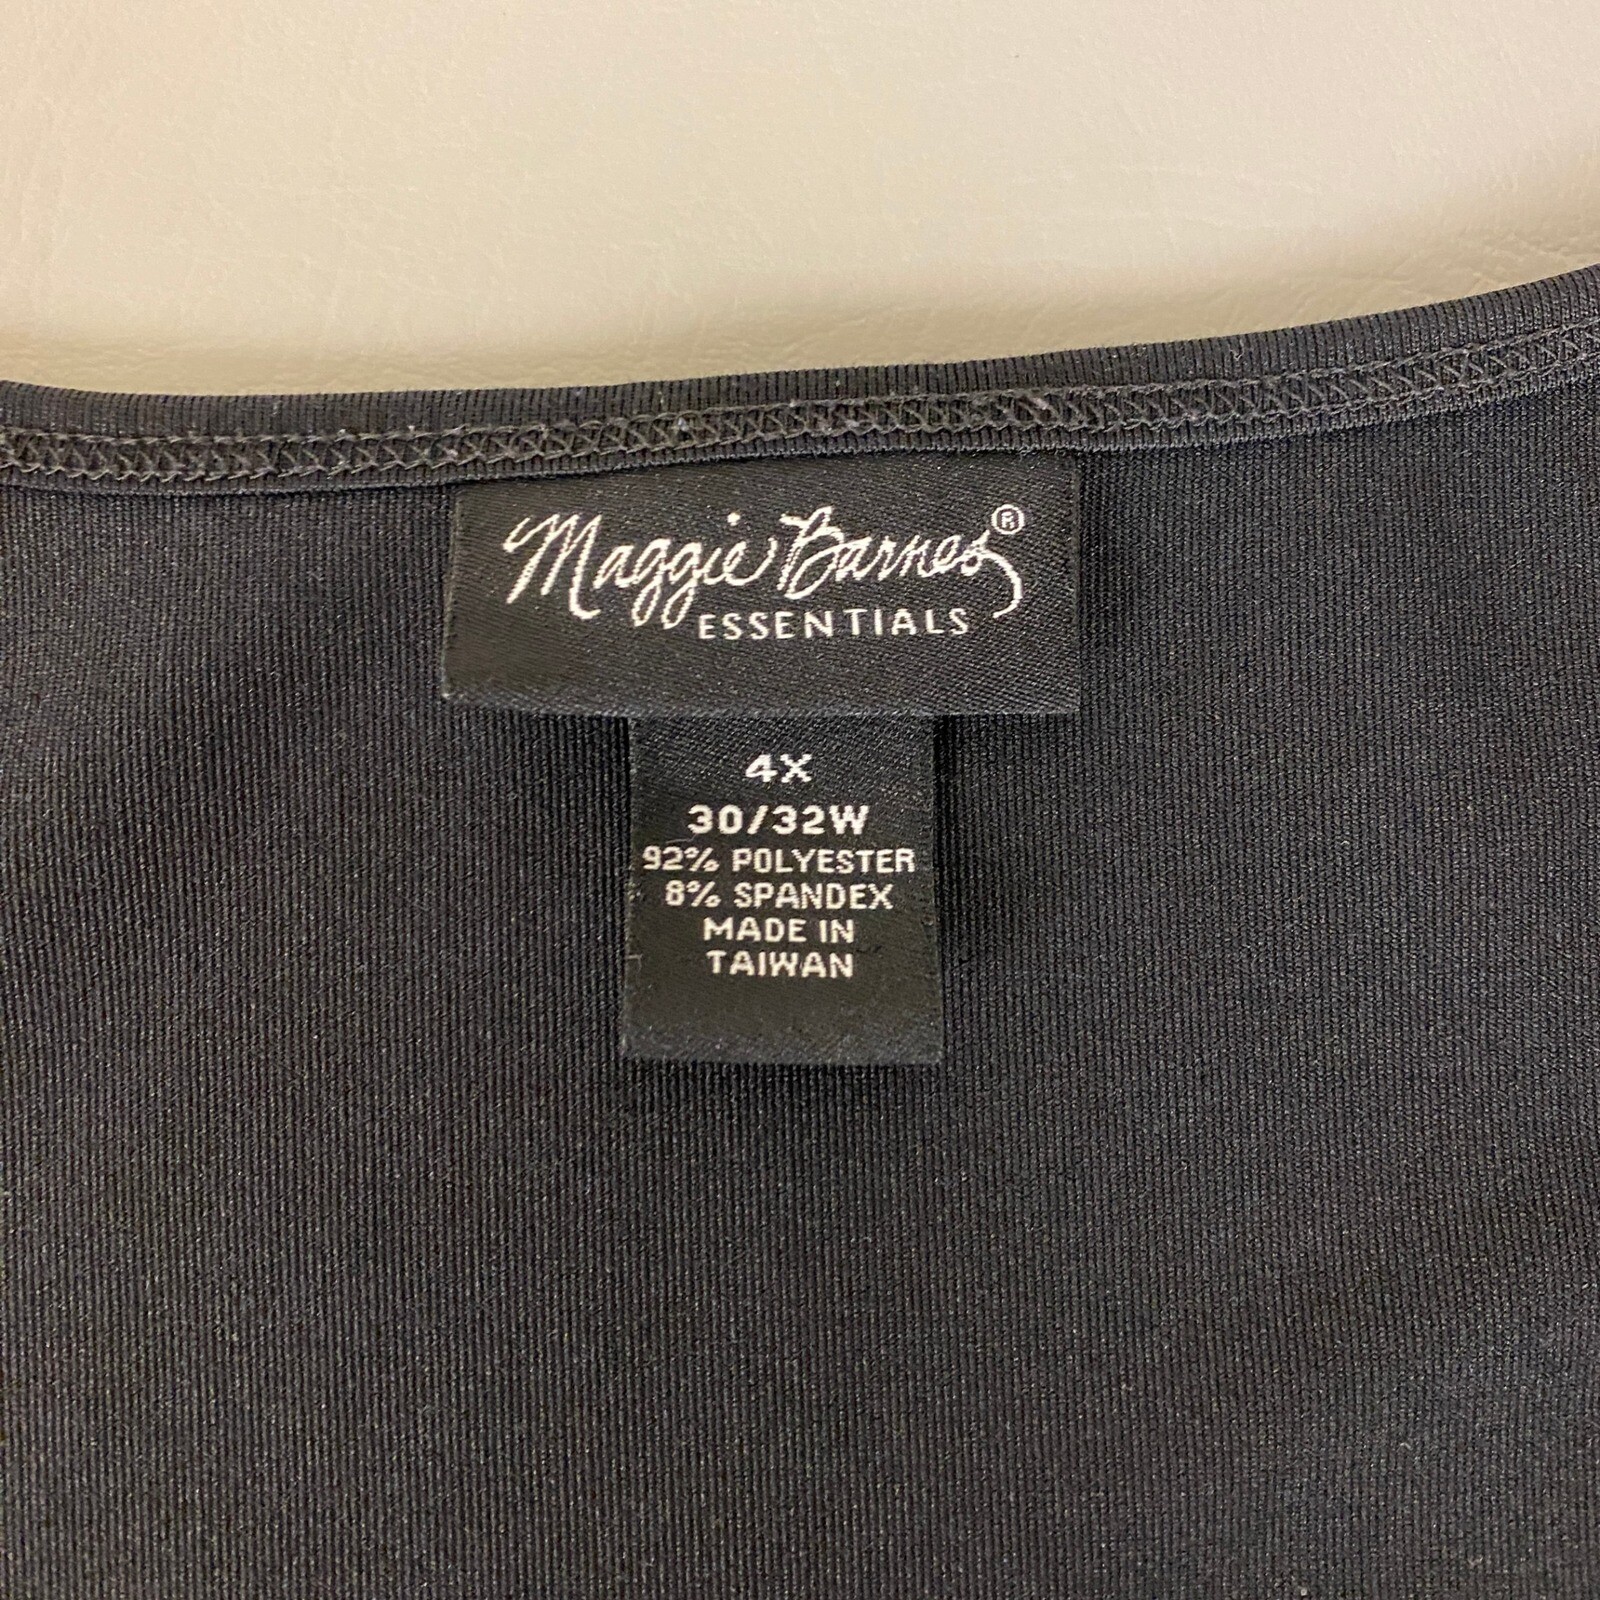 Maggie Barnes®
ESSENTIALS
4X
30/32W
92% POLYESTER
8% SPANDEX
MADE IN
TAIWAN